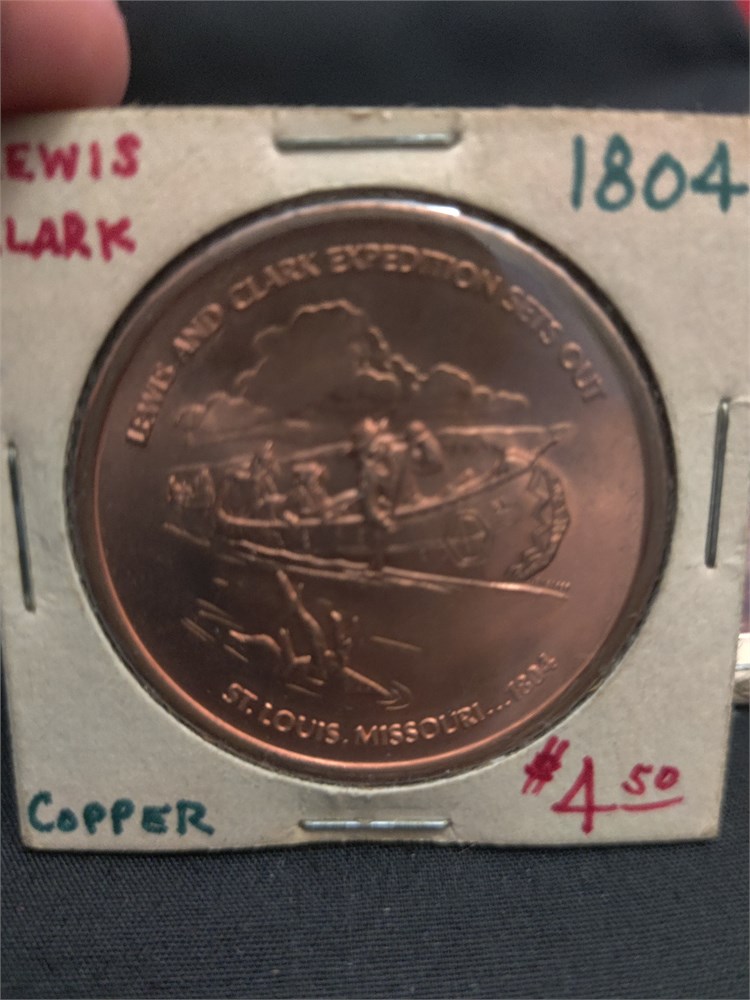 EWIS
LARK
1804
LEWIS AND CLARK EXPEDITION SETS OUT
ST. LOUIS, MISSOURI...1804
COPPER
$4.50